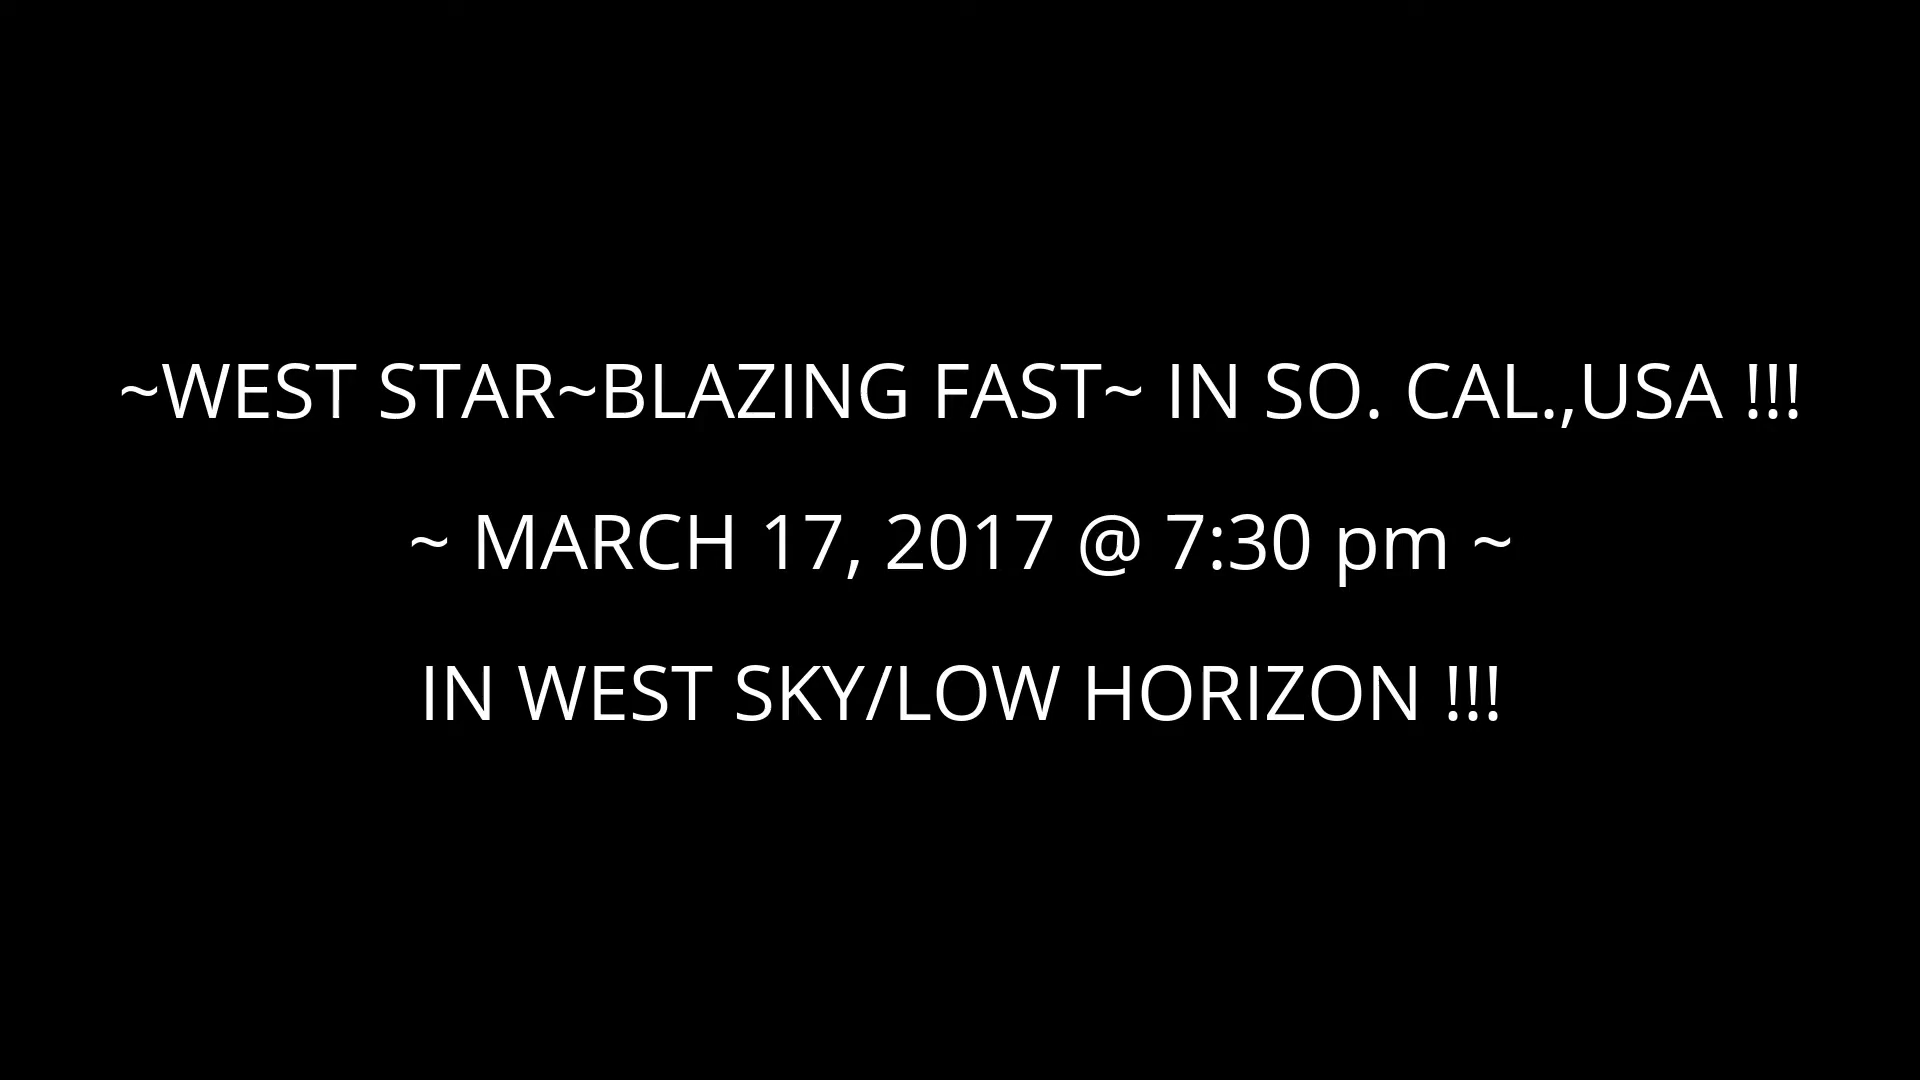 ~WEST STAR~BLAZING FAST~ IN SO. CAL.,USA !!!
~ MARCH 17, 2017 @ 7:30 pm ~
IN WEST SKY/LOW HORIZON !!!